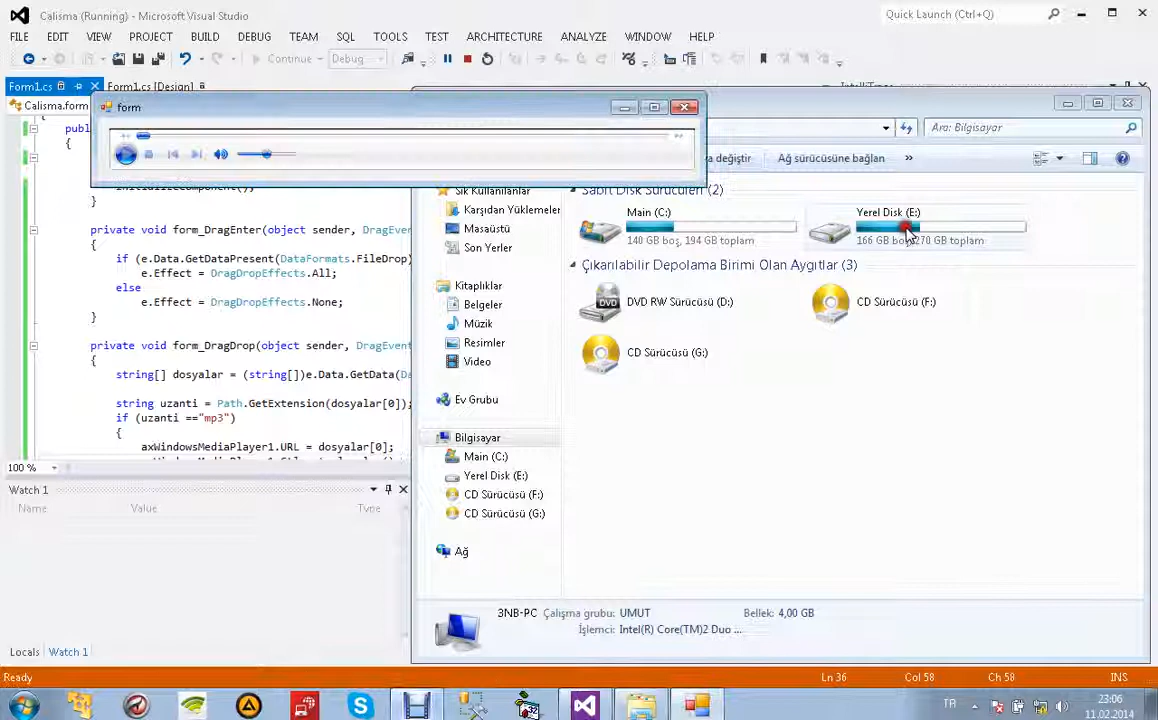 Calisma (Running) - Microsoft Visual Studio
Quick Launch (Ctrl+Q)
FILE EDIT VIEW PROJECT BUILD DEBUG TEAM SQL TOOLS TEST ARCHITECTURE ANALYZE WINDOW HELP
Continue Debug
Form1.cs Form1.cs [Design]
Calisma.form
form
Ara: Bilgisayar
a değiştir Ağ sürücüsüne bağlan »
publ
{
}
private void form_DragEnter(object sender, DragEven
{
if (e.Data.GetDataPresent(DataFormats.FileDrop)
e.Effect = DragDropEffects.All;
else
e.Effect = DragDropEffects.None;
}
private void form_DragDrop(object sender, DragEvent
{
string[] dosyalar = (string[])e.Data.GetData(Da
string uzanti = Path.GetExtension(dosyalar[0]);
if (uzanti =="mp3")
{
axWindowsMediaPlayer1.URL = dosyalar[0];
100 %
Watch 1
Name Value Type
Locals Watch 1
Sık Kullanılanlar
Karşıdan Yüklemeler
Masaüstü
Son Yerler
Kitaplıklar
Belgeler
Müzik
Resimler
Video
Ev Grubu
Bilgisayar
Main (C:)
Yerel Disk (E:)
CD Sürücüsü (F:)
CD Sürücüsü (G:)
Ağ
Sabit Disk Sürücüleri (2)
Main (C:)
140 GB boş, 194 GB toplam
Yerel Disk (E:)
166 GB boş, 270 GB toplam
Çıkarılabilir Depolama Birimi Olan Aygıtlar (3)
DVD RW Sürücüsü (D:)
CD Sürücüsü (F:)
CD Sürücüsü (G:)
3NB-PC Çalışma grubu: UMUT Bellek: 4,00 GB
İşlemci: Intel(R) Core(TM)2 Duo ...
Ready Ln 36 Col 58 Ch 58 INS
TR
23:06
11.02.2014